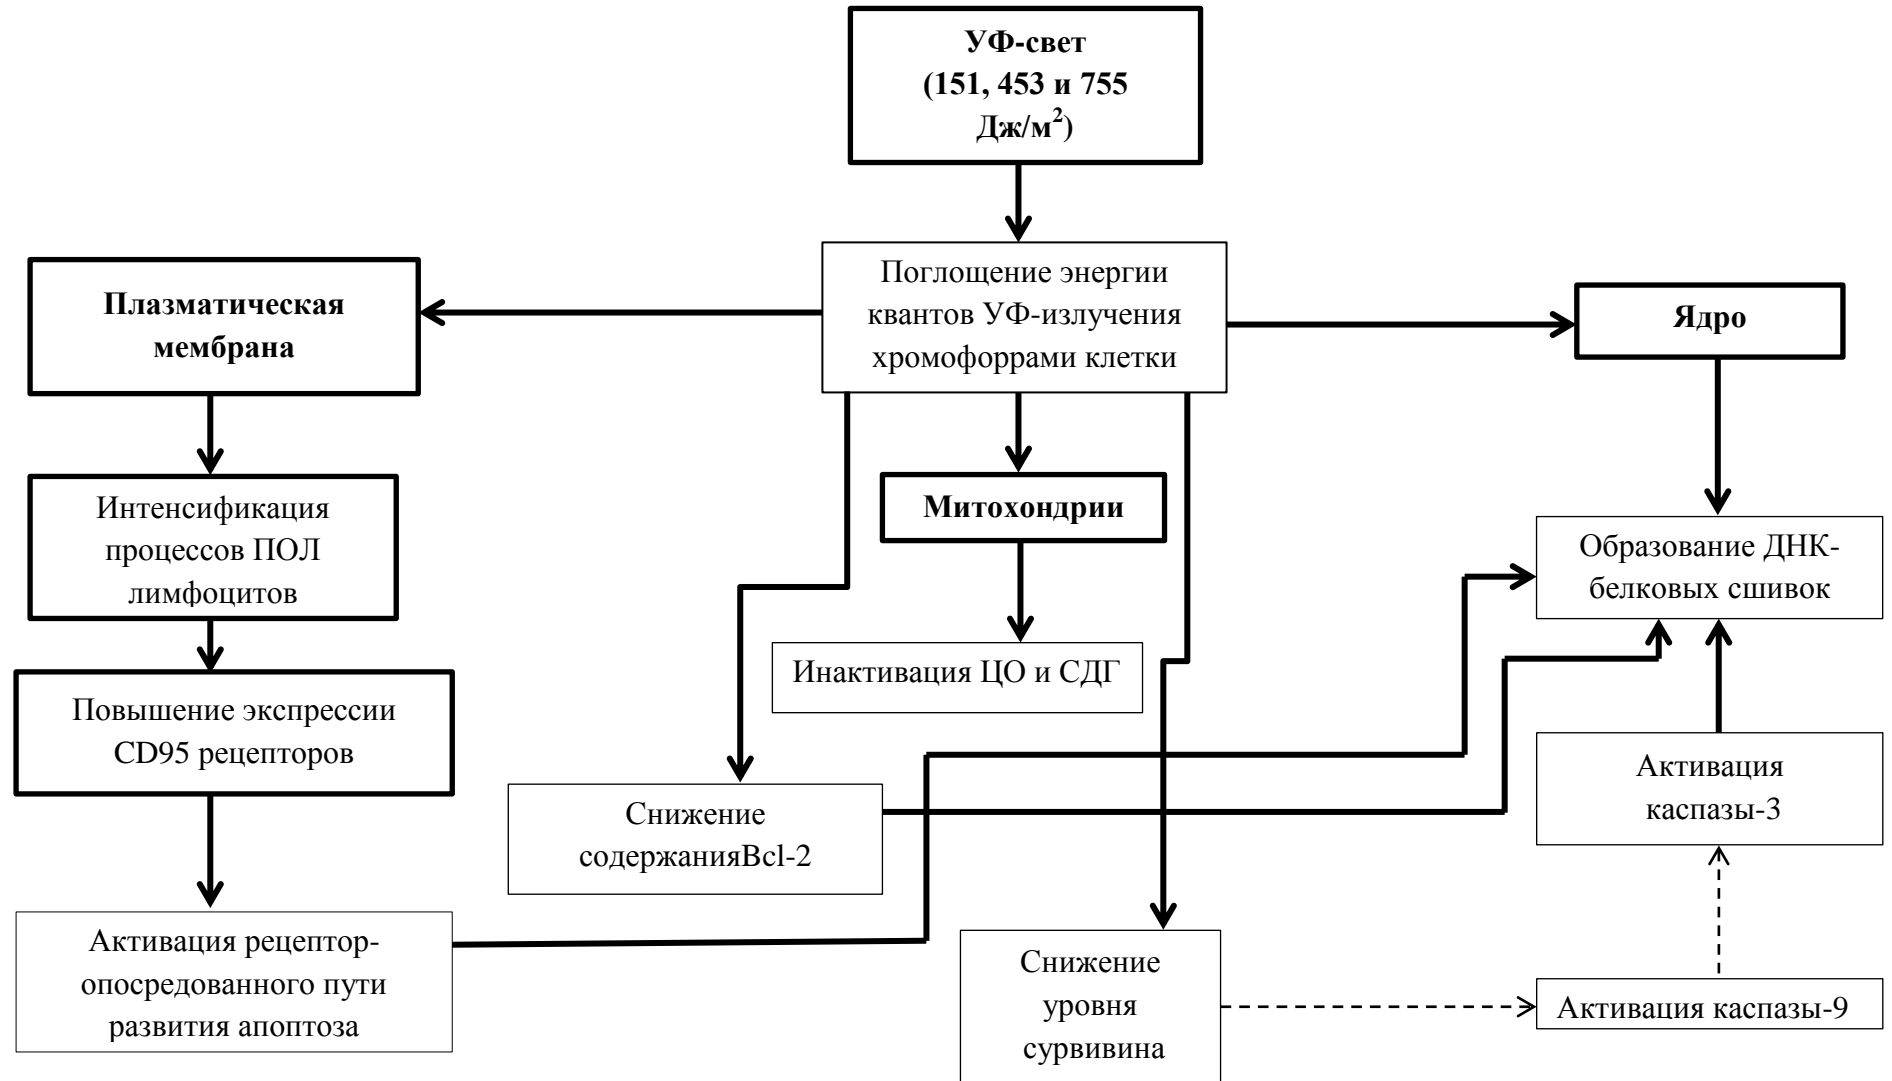 УФ-свет
(151, 453 и 755
Дж/м²)
Поглощение энергии
квантов УФ-излучения
хромофоррами клетки
Плазматическая
мембрана
Ядро
Интенсификация
процессов ПОЛ
лимфоцитов
Митохондрии
Образование ДНК-
белковых сшивок
Инактивация ЦО и СДГ
Повышение экспрессии
CD95 рецепторов
Снижение
содержанияBcl-2
Активация
каспазы-3
Активация рецептор-
опосредованного пути
развития апоптоза
Снижение
уровня
сурвивина
Активация каспазы-9